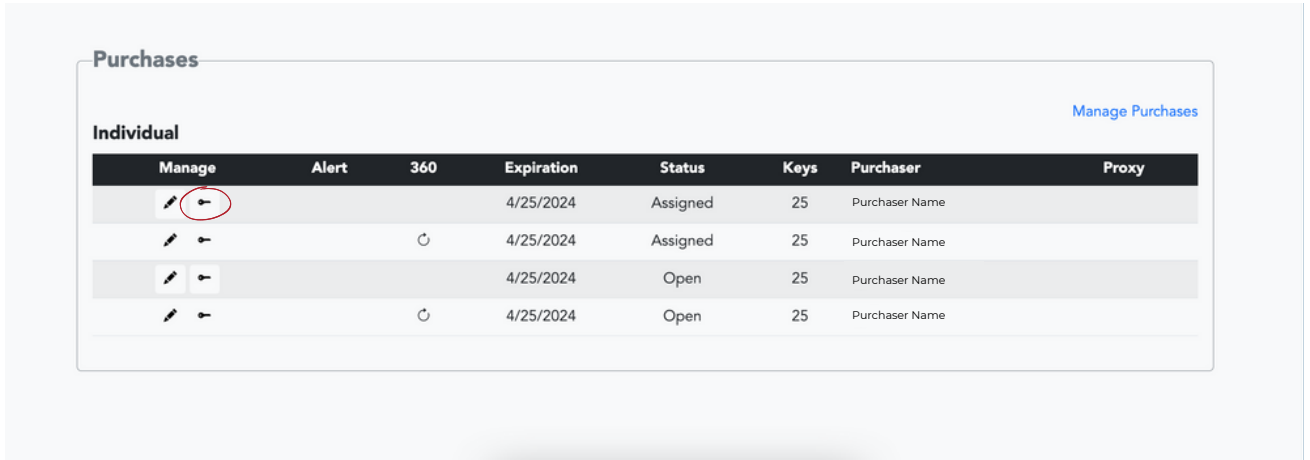 Purchases
Manage Purchases
Individual
Manage Alert 360 Expiration Status Keys Purchaser Proxy
4/25/2024 Assigned 25 Purchaser Name
4/25/2024 Assigned 25 Purchaser Name
4/25/2024 Open 25 Purchaser Name
4/25/2024 Open 25 Purchaser Name